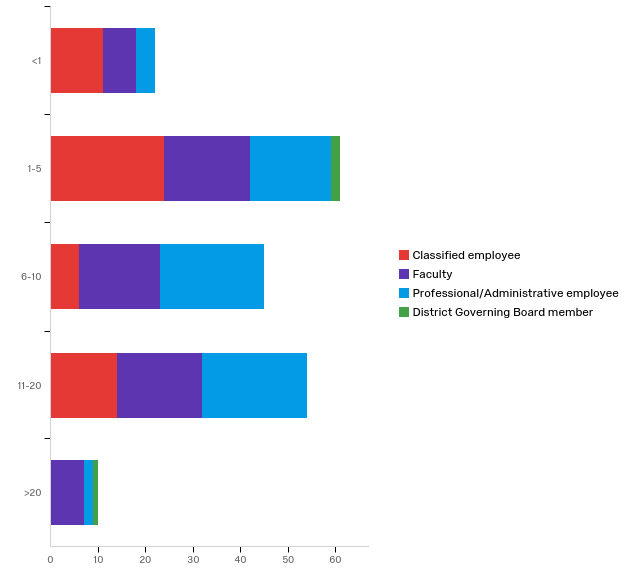 <1
1-5
6-10
11-20
>20
0 10 20 30 40 50 60
Classified employee
Faculty
Professional/Administrative employee
District Governing Board member